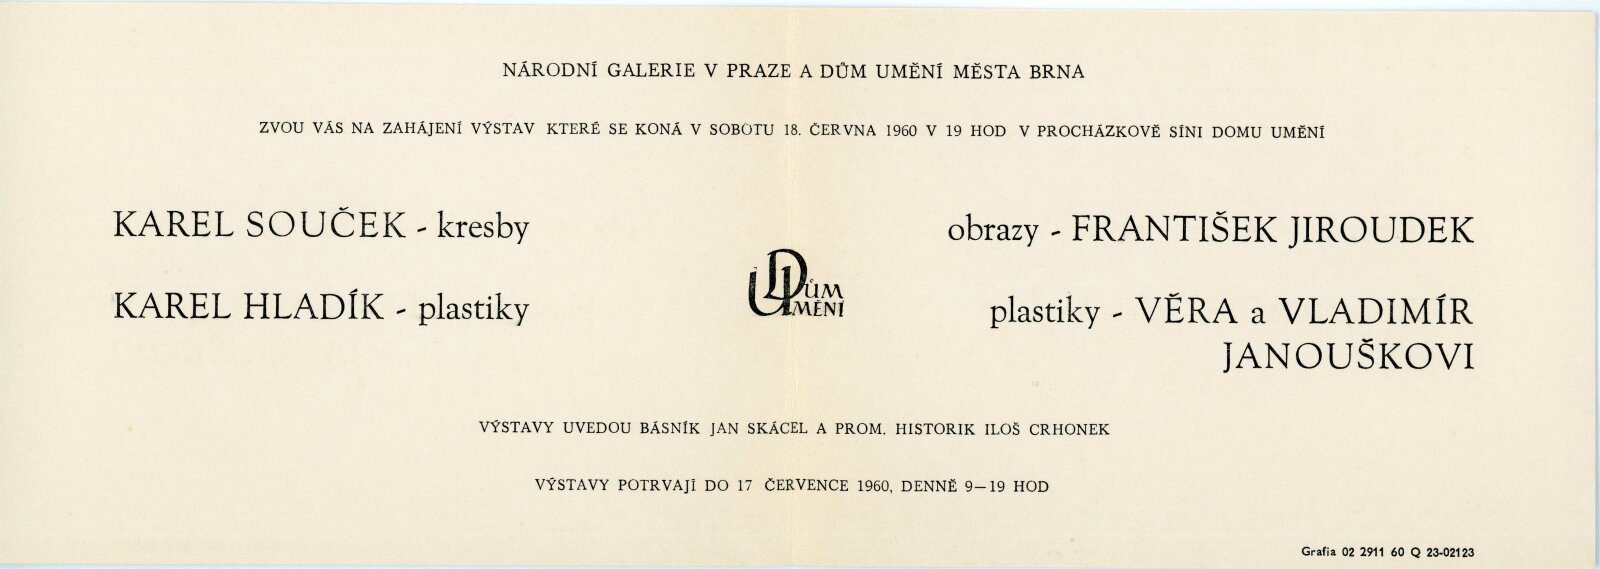 NÁRODNÍ GALERIE V PRAZE A DŮM UMĚNÍ MĚSTA BRNA
ZVOU VÁS NA ZAHÁJENÍ VÝSTAV KTERÉ SE KONÁ V SOBOTU 18. ČERVNA 1960 V 19 HOD V PROCHÁZKOVĚ SÍNI DOMU UMĚNÍ
KAREL SOUČEK - kresby
KAREL HLADÍK - plastiky
DŮM
UMĚNÍ
obrazy - FRANTIŠEK JIROUDEK
plastiky - VĚRA a VLADIMÍR
JANOUŠKOVI
VÝSTAVY UVEDOU BÁSNÍK JAN SKÁCEL A PROM. HISTORIK ILOŠ CRHONEK
VÝSTAVY POTRVAJÍ DO 17 ČERVENCE 1960, DENNĚ 9—19 HOD
Grafia 02 2911 60 Q 23-02123